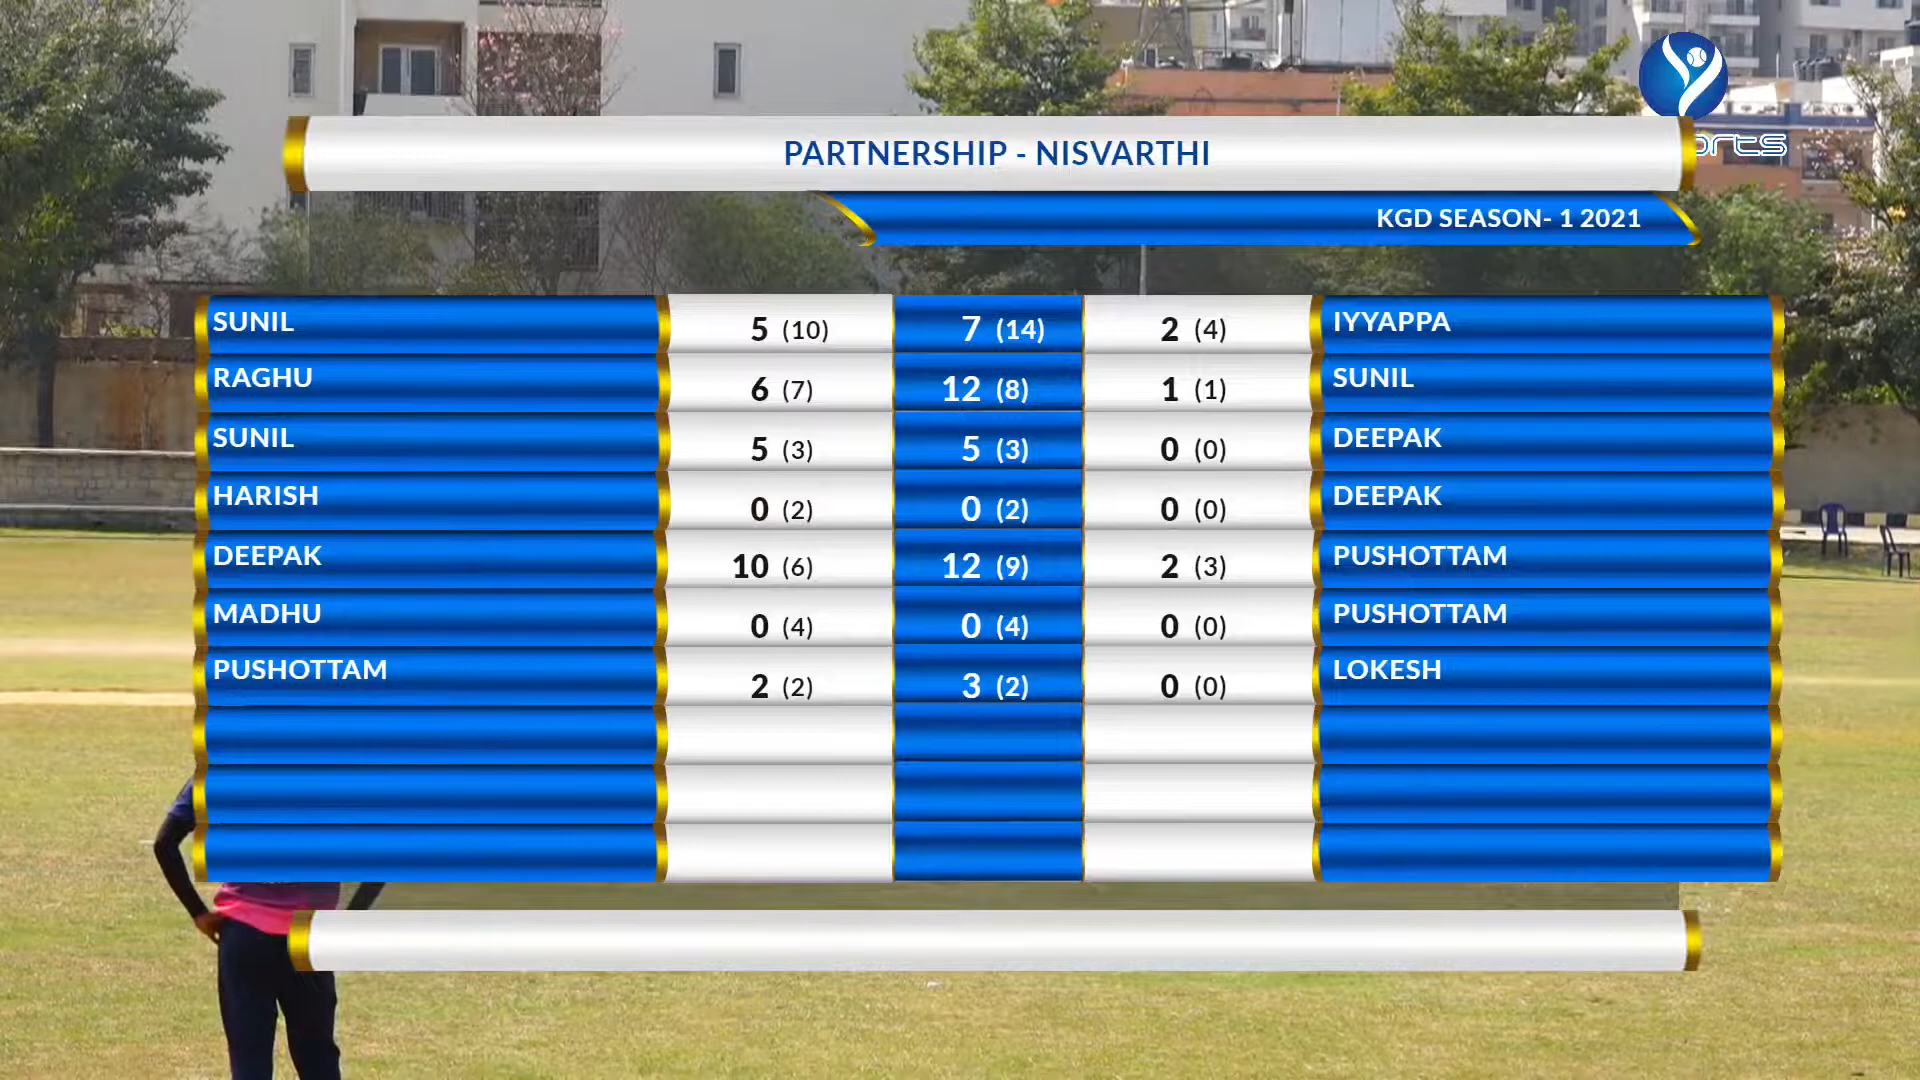 PARTNERSHIP - NISVARTHI
KGD SEASON- 1 2021
SUNIL 5 (10) 7 (14) 2 (4) IYYAPPA
RAGHU 6 (7) 12 (8) 1 (1) SUNIL
SUNIL 5 (3) 5 (3) 0 (0) DEEPAK
HARISH 0 (2) 0 (2) 0 (0) DEEPAK
DEEPAK 10 (6) 12 (9) 2 (3) PUSHOTTAM
MADHU 0 (4) 0 (4) 0 (0) PUSHOTTAM
PUSHOTTAM 2 (2) 3 (2) 0 (0) LOKESH